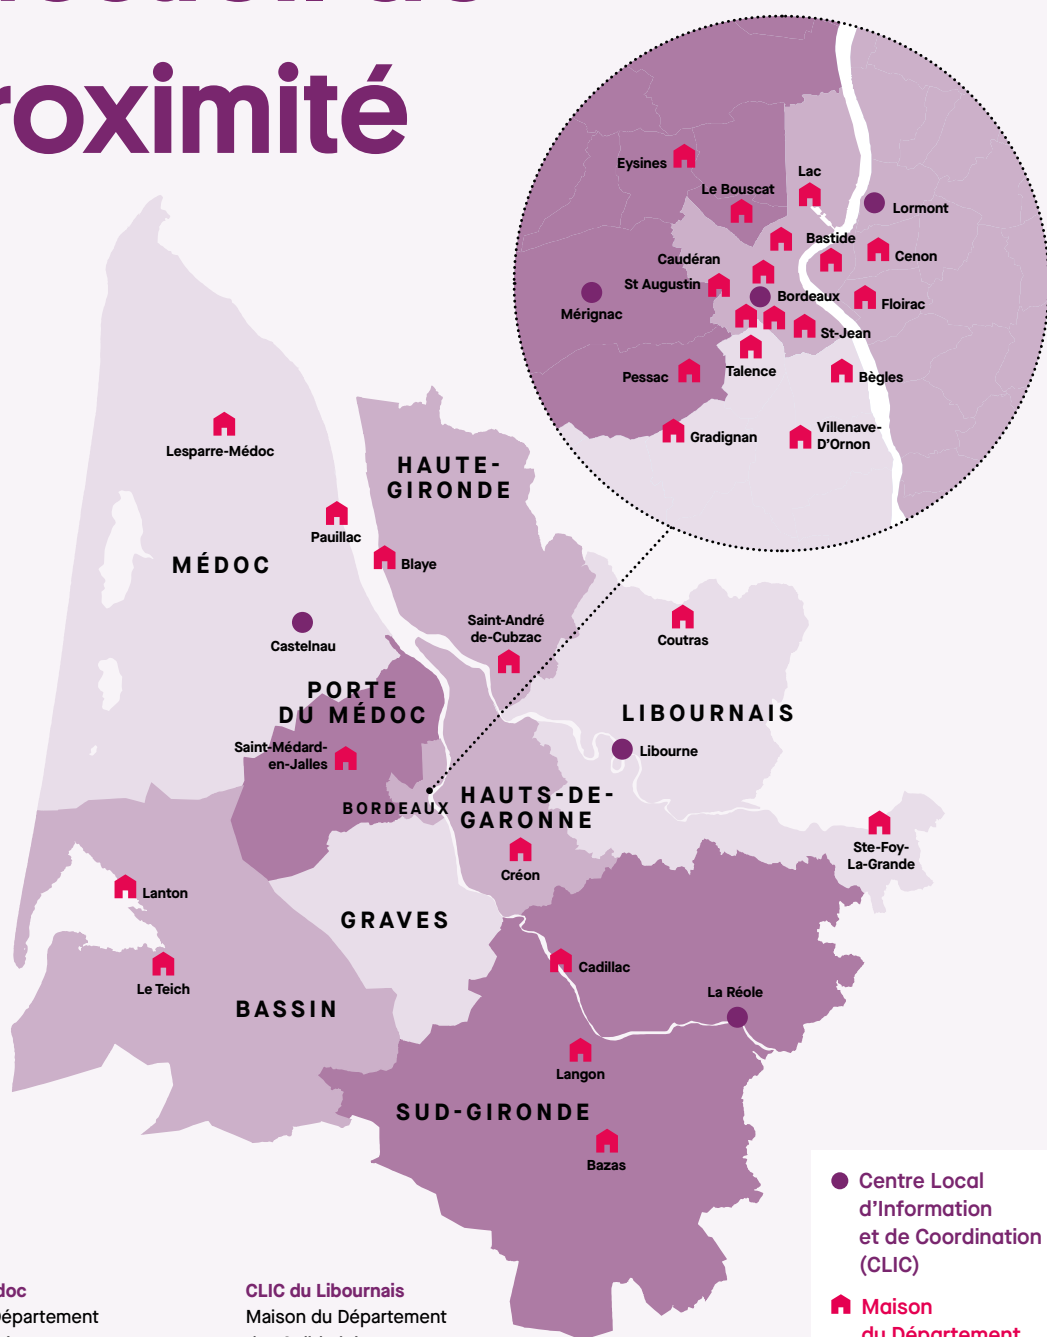 roximité
Eysines
Le Bouscat
Lac
Lormont
Bastide
Cenon
Caudéran
St Augustin
Bordeaux
Mérignac
Floirac
St-Jean
Talence
Pessac
Bègles
Gradignan
Villenave-
D’Ornon
Lesparre-Médoc
HAUTE-
GIRONDE
Pauillac
MÉDOC
Blaye
Castelnau
Saint-André
de-Cubzac
Coutras
PORTE
DU MÉDOC
LIBOURNAIS
Saint-Médard-
en-Jalles
Libourne
BORDEAUX
HAUTS-DE-
GARONNE
Créon
Ste-Foy-
La-Grande
Lanton
GRAVES
Le Teich
Cadillac
BASSIN
La Réole
Langon
SUD-GIRONDE
Bazas
Centre Local
d’Information
et de Coordination
(CLIC)
Maison
du Département
doc
Département
CLIC du Libournais
Maison du Département